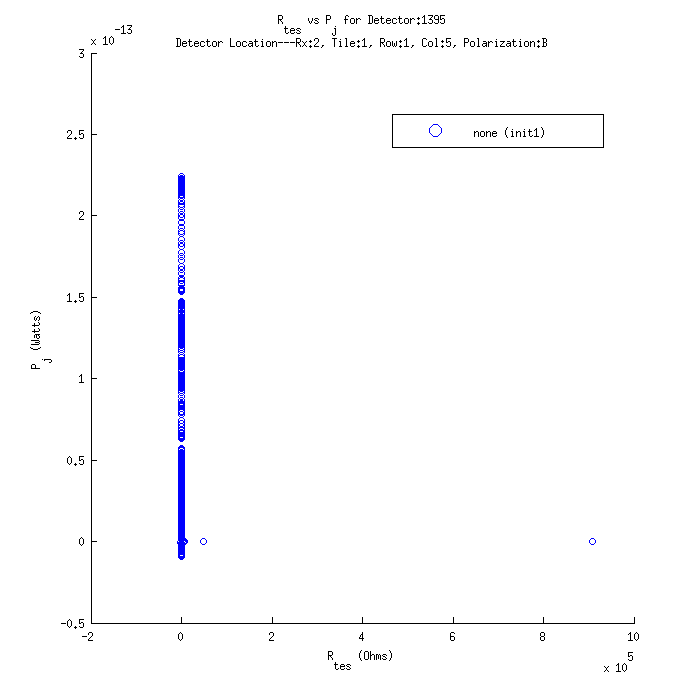 R_tes vs P_j for Detector:1395
Detector Location---Rx:2, Tile:1, Row:1, Col:5, Polarization:B
x 10^-13
3
2.5
2
1.5
1
0.5
0
-0.5
P_j (Watts)
none (init1)
-2 0 2 4 6 8 10
R_tes (Ohms)
x 10^5